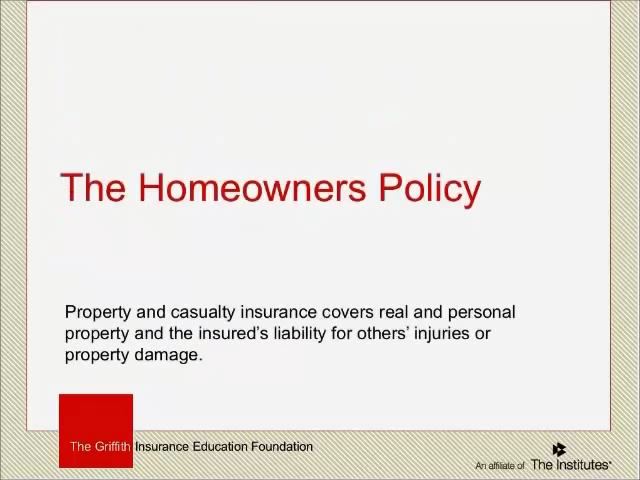 The Homeowners Policy
Property and casualty insurance covers real and personal
property and the insured’s liability for others’ injuries or
property damage.
The Griffith Insurance Education Foundation
An affiliate of The Institutes